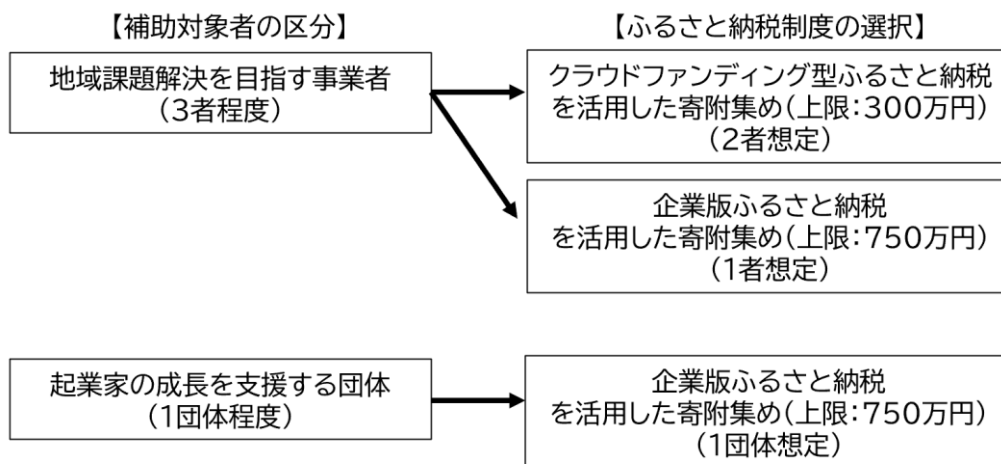 【補助対象者の区分】
【ふるさと納税制度の選択】
地域課題解決を目指す事業者
（3者程度）
クラウドファンディング型ふるさと納税
を活用した寄附集め（上限：300万円）
（2者想定）
企業版ふるさと納税
を活用した寄附集め（上限：750万円）
（1者想定）
起業家の成長を支援する団体
（1団体程度）
企業版ふるさと納税
を活用した寄附集め（上限：750万円）
（1団体想定）